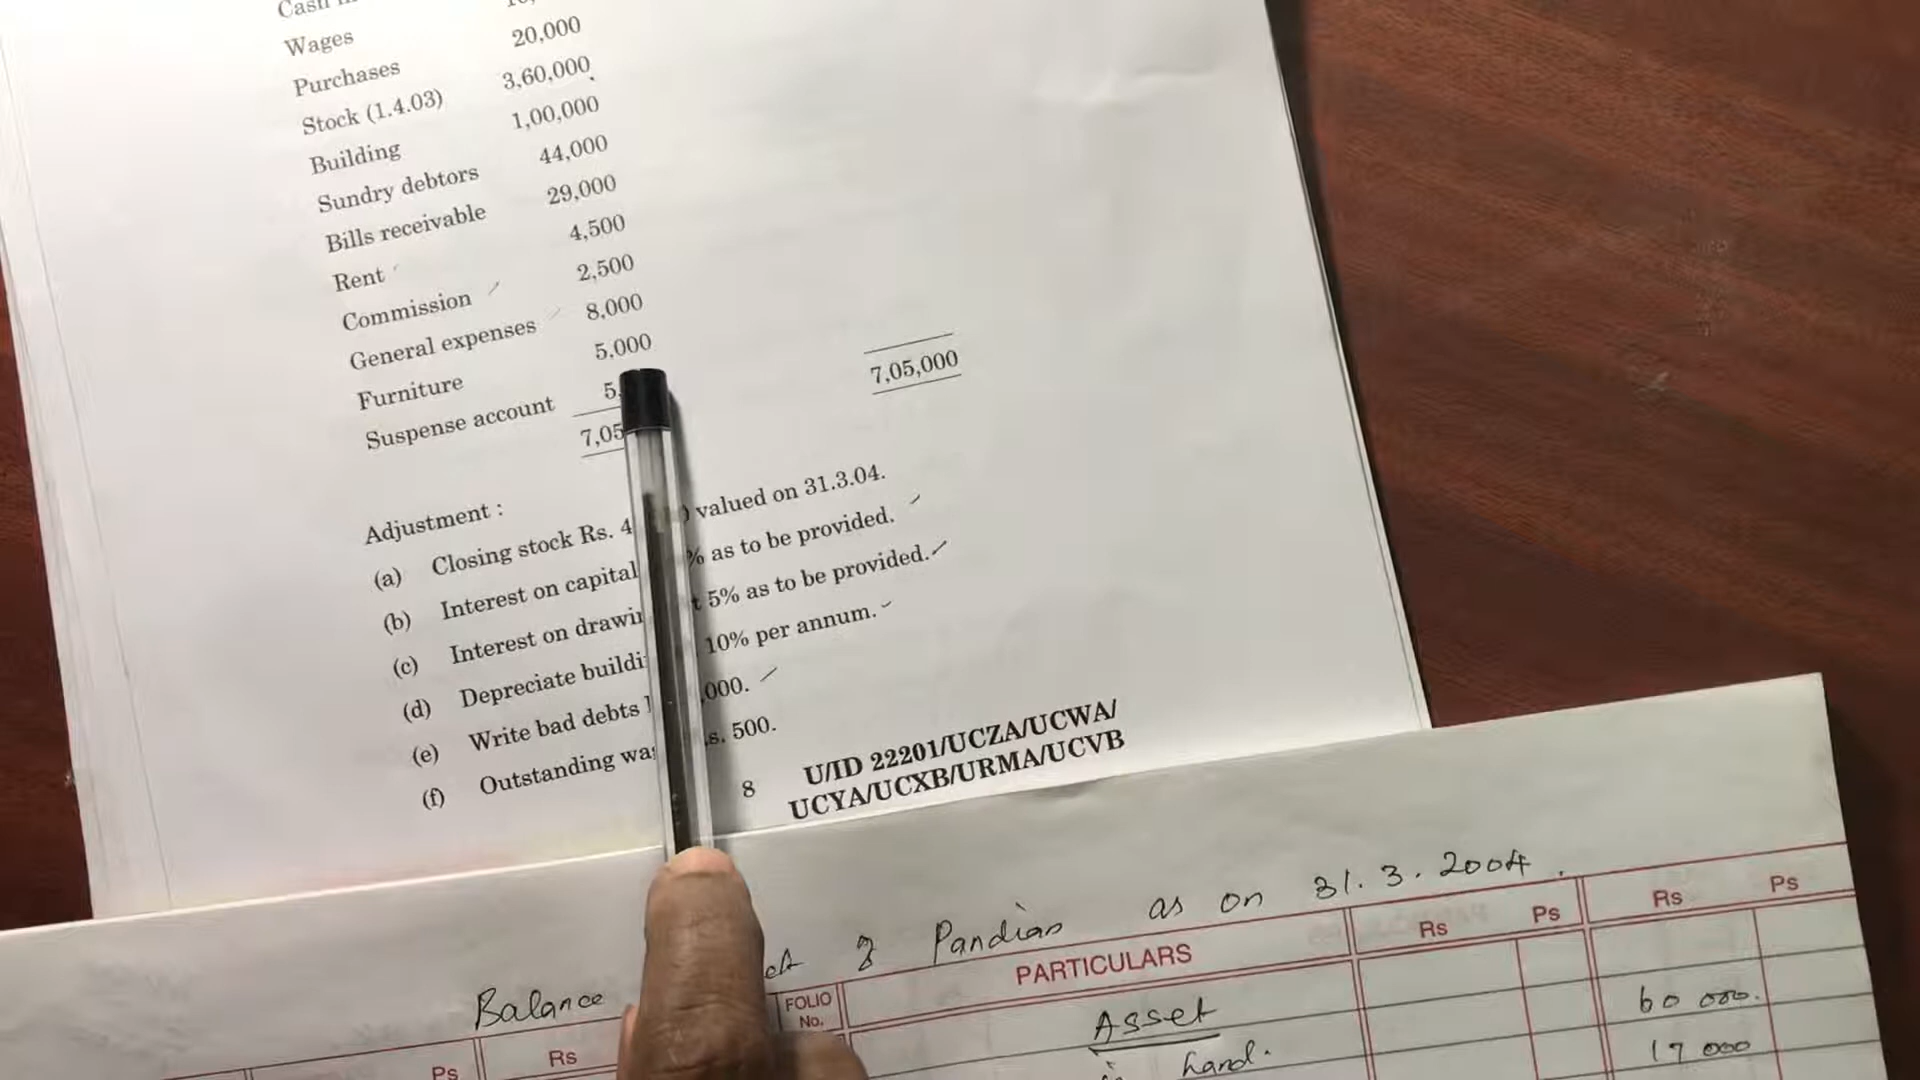 Cash
Wages
Purchases 20,000
Stock (1.4.03) 3,60,000
Building 1,00,000
Sundry debtors 44,000
Bills receivable 29,000
Rent 4,500
Commission 2,500
General expenses 8,000
Furniture 5,000
Suspense account 5,
7,05 7,05,000
Adjustment :
(a) Closing stock Rs. 4 ) valued on 31.3.04.
(b) Interest on capital % as to be provided.
(c) Interest on drawi t 5% as to be provided.
(d) Depreciate buildi 10% per annum.
(e) Write bad debts ,000.
(f) Outstanding wa s. 500.
8 U/ID 22201/UCZA/UCWA/
UCYA/UCXB/URMA/UCVB
Balance Pandian as on 31.3.2004.
Ps Rs FOLIO No. PARTICULARS Rs Ps Rs Ps
Asset 60 000.
hand. 17 000